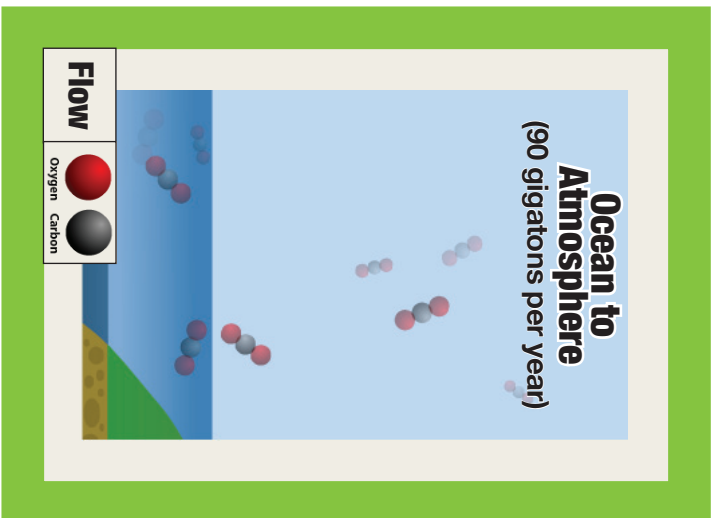 Ocean to
Atmosphere
(90 gigatons per year)
Flow
Oxygen
Carbon